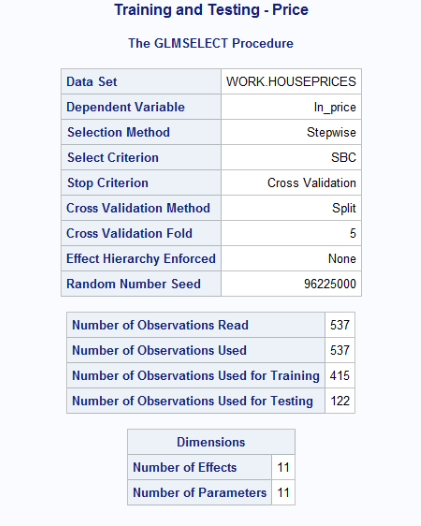 Training and Testing - Price
The GLMSELECT Procedure
Data Set WORK.HOUSEPRICES
Dependent Variable ln_price
Selection Method Stepwise
Select Criterion SBC
Stop Criterion Cross Validation
Cross Validation Method Split
Cross Validation Fold 5
Effect Hierarchy Enforced None
Random Number Seed 96225000
Number of Observations Read 537
Number of Observations Used 537
Number of Observations Used for Training 415
Number of Observations Used for Testing 122
Dimensions
Number of Effects 11
Number of Parameters 11